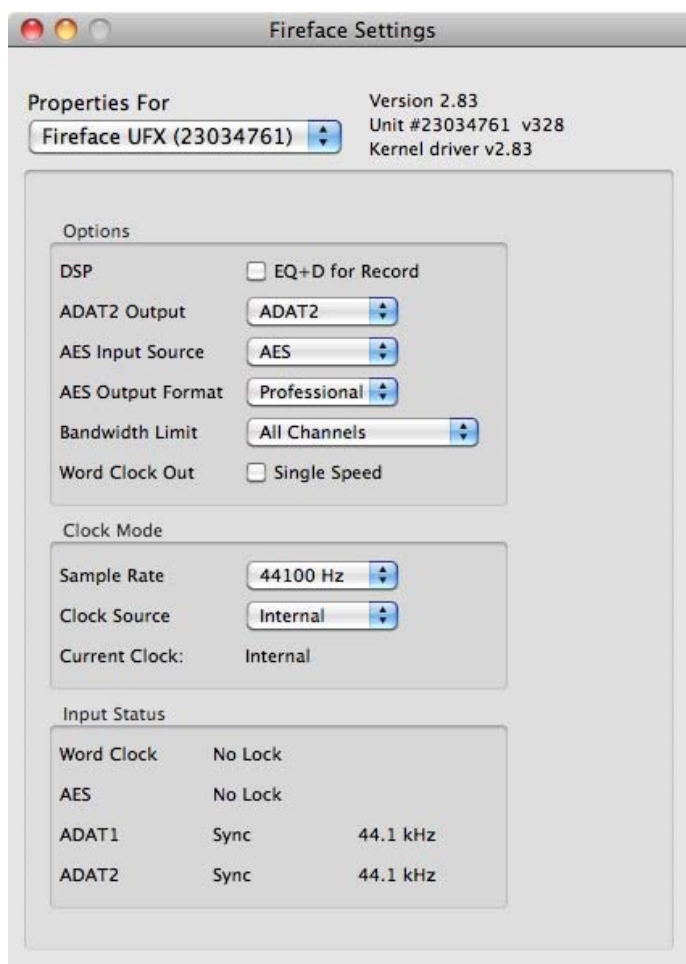 Fireface Settings
Properties For
Fireface UFX (23034761)
Version 2.83
Unit #23034761 v328
Kernel driver v2.83
Options
DSP EQ+D for Record
ADAT2 Output ADAT2
AES Input Source AES
AES Output Format Professional
Bandwidth Limit All Channels
Word Clock Out Single Speed
Clock Mode
Sample Rate 44100 Hz
Clock Source Internal
Current Clock: Internal
Input Status
Word Clock No Lock
AES No Lock
ADAT1 Sync 44.1 kHz
ADAT2 Sync 44.1 kHz